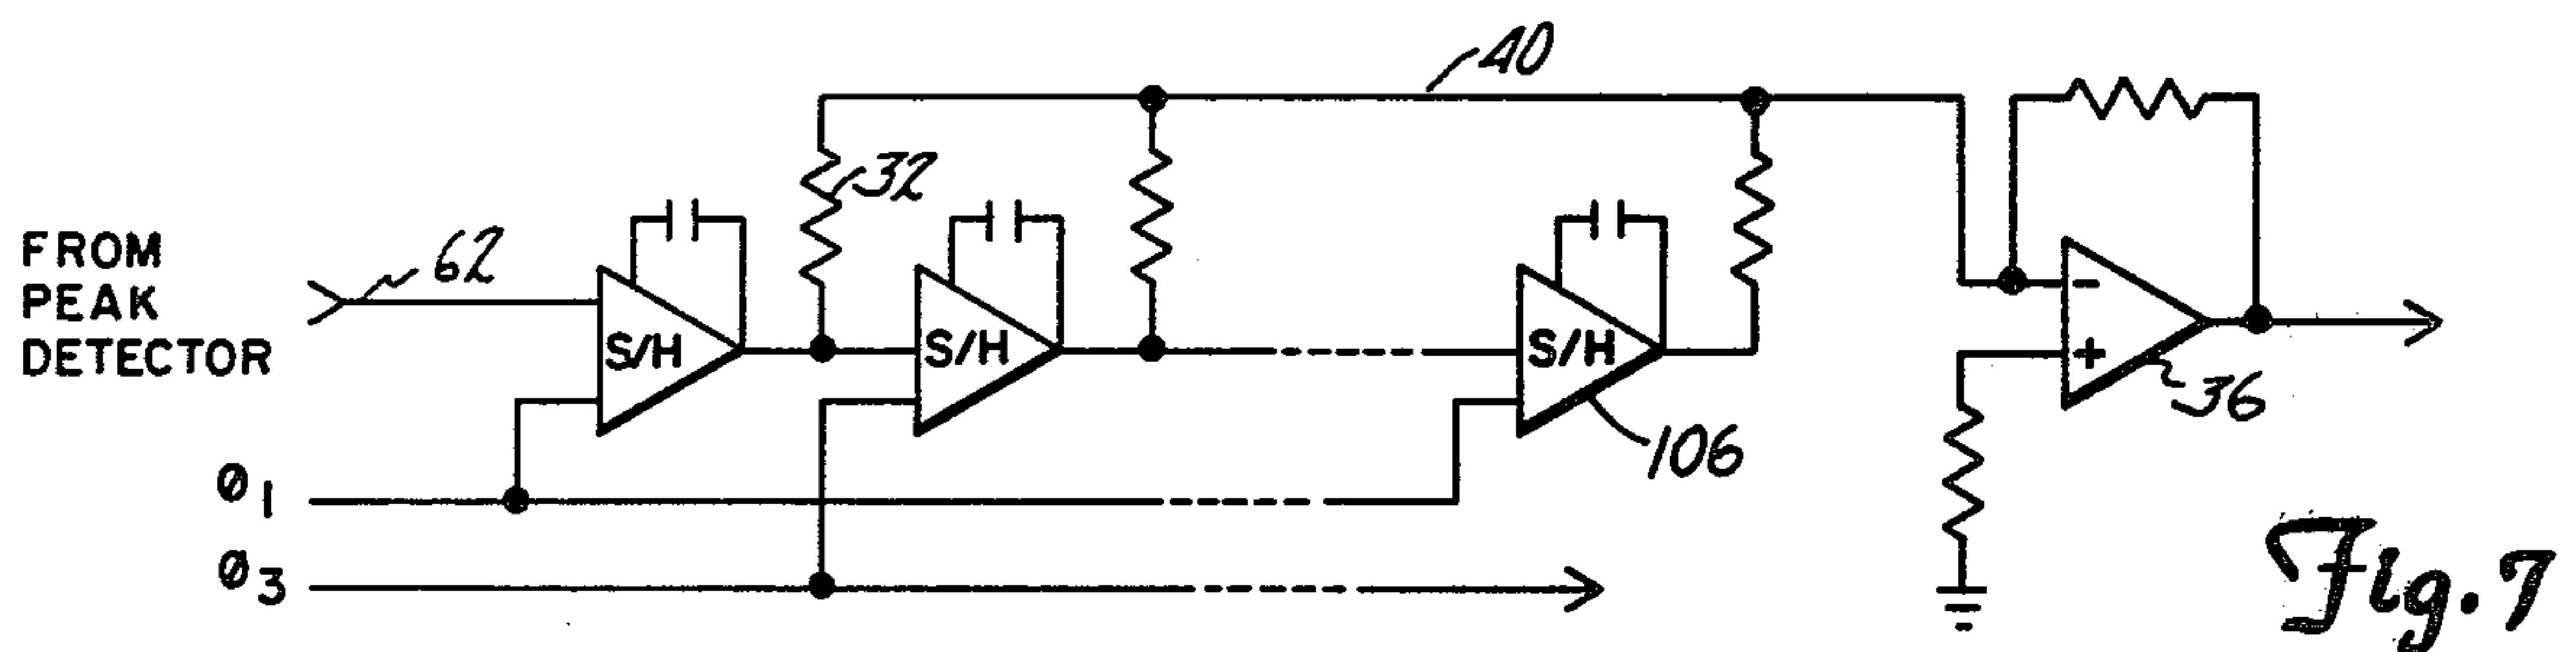 40
32
62
FROM
PEAK
DETECTOR
S/H
S/H
S/H
-
+
36
106
Ø1
Ø3
Fig. 7